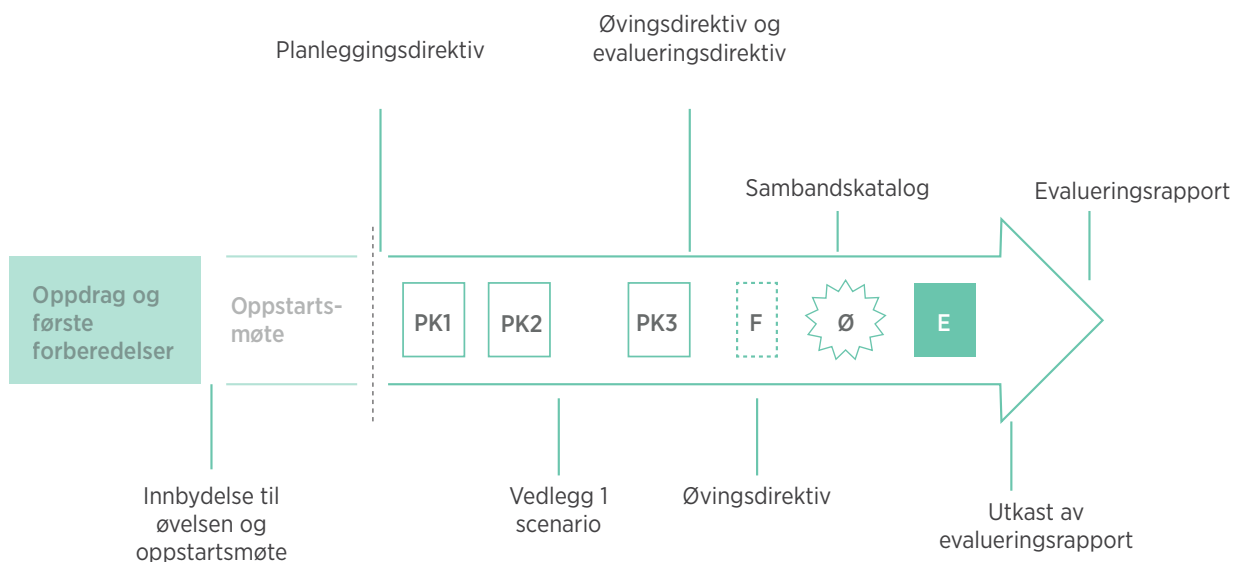 Øvingsdirektiv og
evalueringsdirektiv
Planleggingsdirektiv
Sambandskatalog
Evalueringsrapport
Oppdrag og
første
forberedelser
Oppstarts-
møte
PK1
PK2
PK3
F
Ø
E
Innbydelse til
øvelsen og
oppstartsmøte
Vedlegg 1
scenario
Øvingsdirektiv
Utkast av
evalueringsrapport